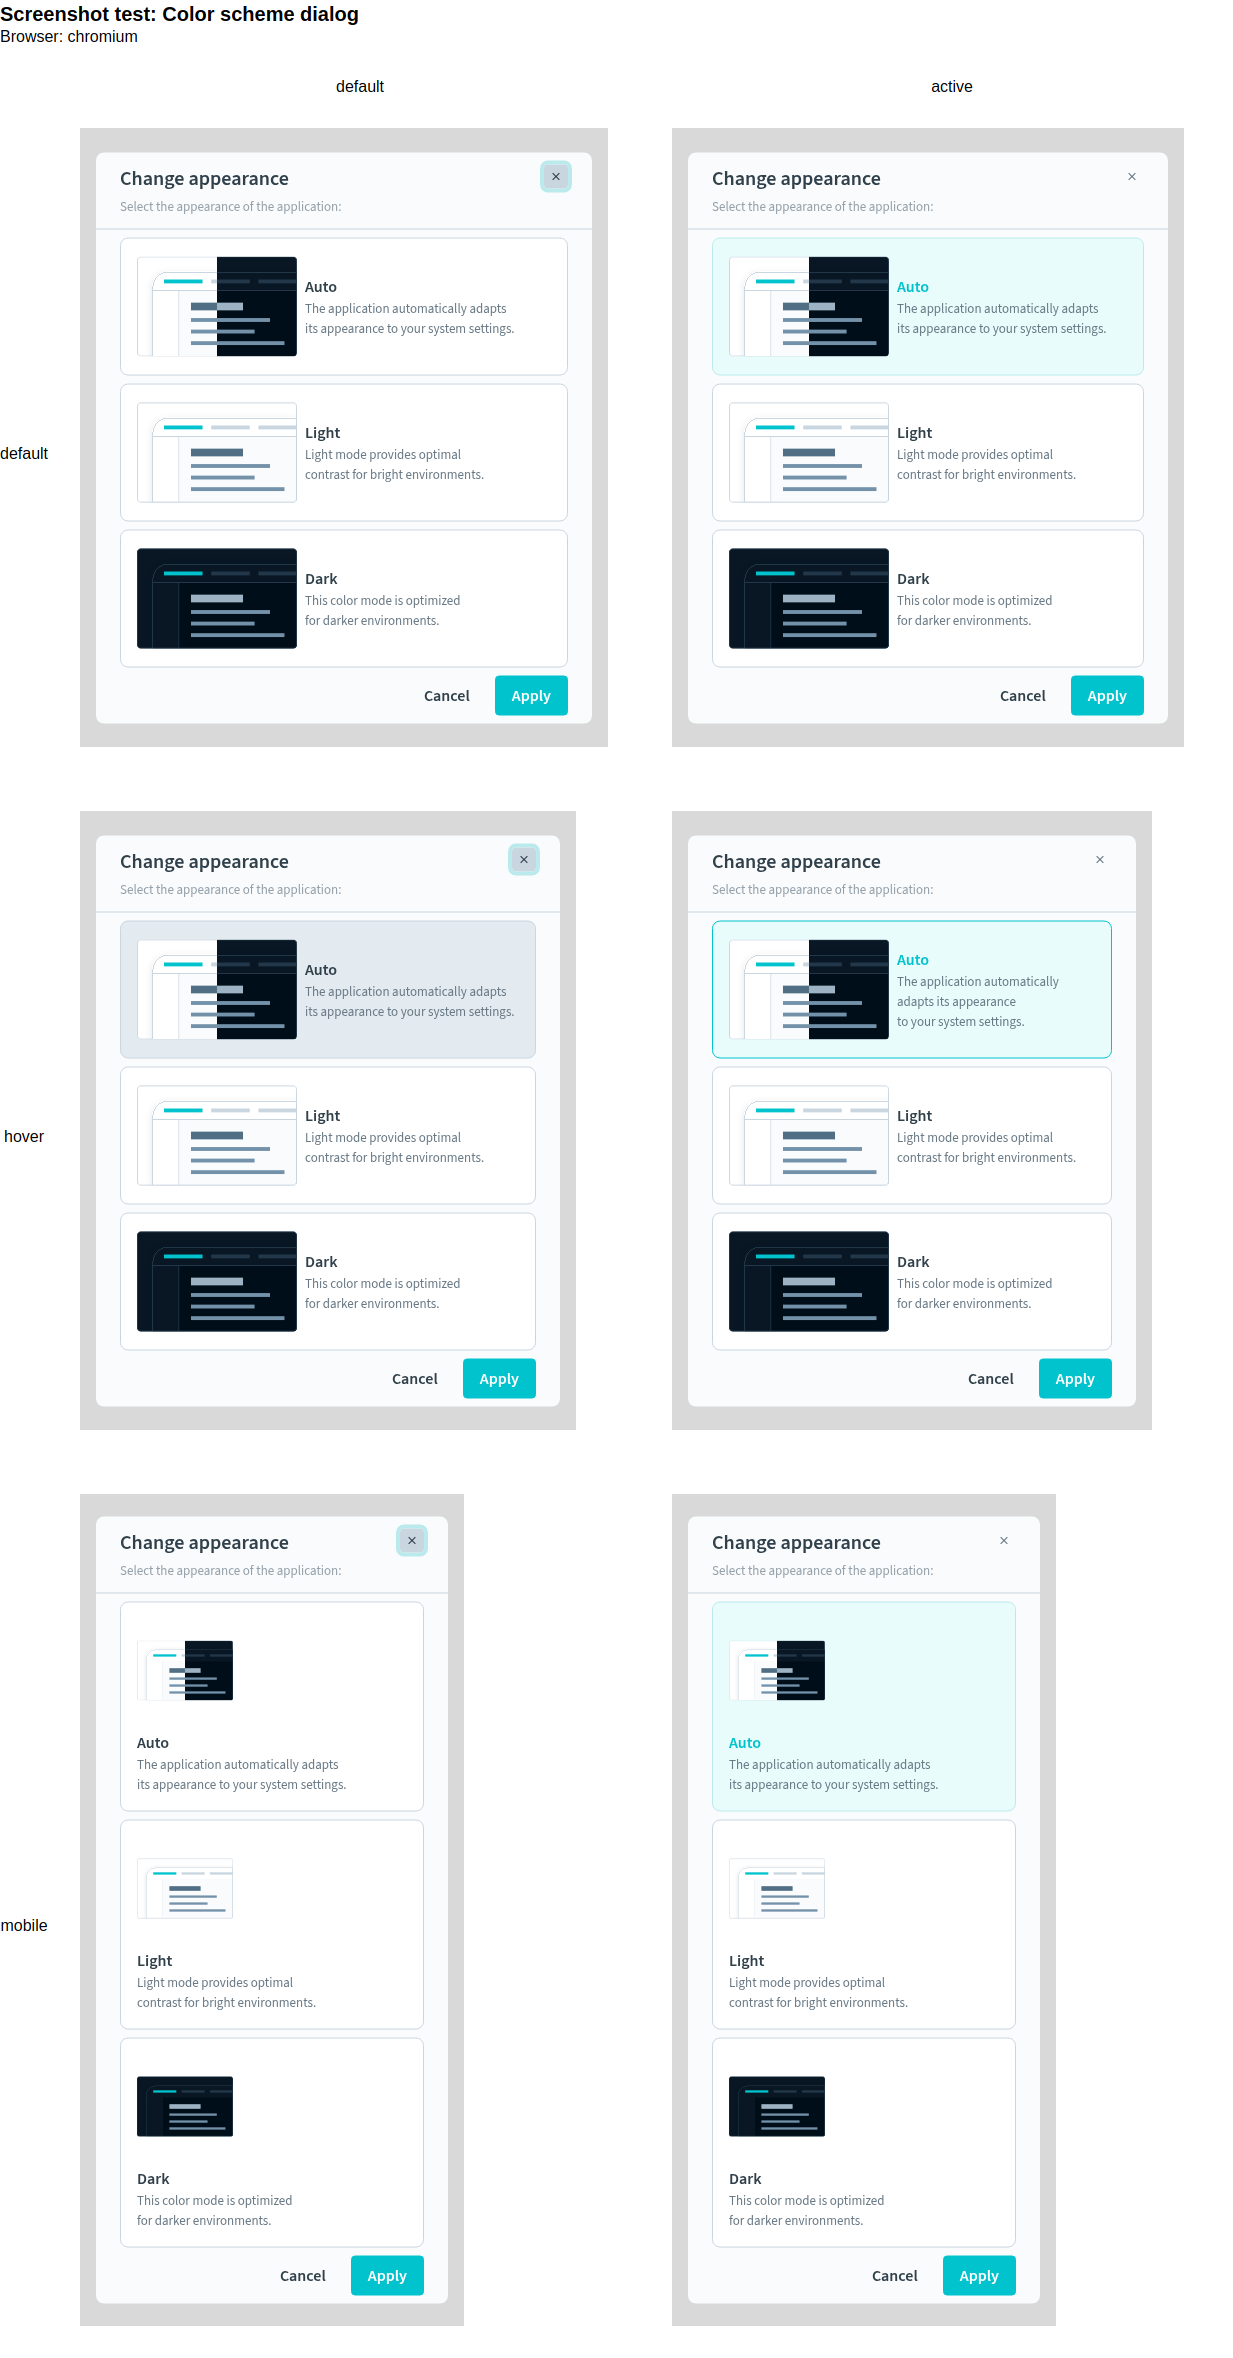 Screenshot test: Color scheme dialog
Browser: chromium
default
active
default
Change appearance
Select the appearance of the application:
Auto
The application automatically adapts
its appearance to your system settings.
Light
Light mode provides optimal
contrast for bright environments.
Dark
This color mode is optimized
for darker environments.
Cancel
Apply
Change appearance
Select the appearance of the application:
Auto
The application automatically adapts
its appearance to your system settings.
Light
Light mode provides optimal
contrast for bright environments.
Dark
This color mode is optimized
for darker environments.
Cancel
Apply
hover
Change appearance
Select the appearance of the application:
Auto
The application automatically adapts
its appearance to your system settings.
Light
Light mode provides optimal
contrast for bright environments.
Dark
This color mode is optimized
for darker environments.
Cancel
Apply
Change appearance
Select the appearance of the application:
Auto
The application automatically
adapts its appearance
to your system settings.
Light
Light mode provides optimal
contrast for bright environments.
Dark
This color mode is optimized
for darker environments.
Cancel
Apply
mobile
Change appearance
Select the appearance of the application:
Auto
The application automatically adapts
its appearance to your system settings.
Light
Light mode provides optimal
contrast for bright environments.
Dark
This color mode is optimized
for darker environments.
Cancel
Apply
Change appearance
Select the appearance of the application:
Auto
The application automatically adapts
its appearance to your system settings.
Light
Light mode provides optimal
contrast for bright environments.
Dark
This color mode is optimized
for darker environments.
Cancel
Apply